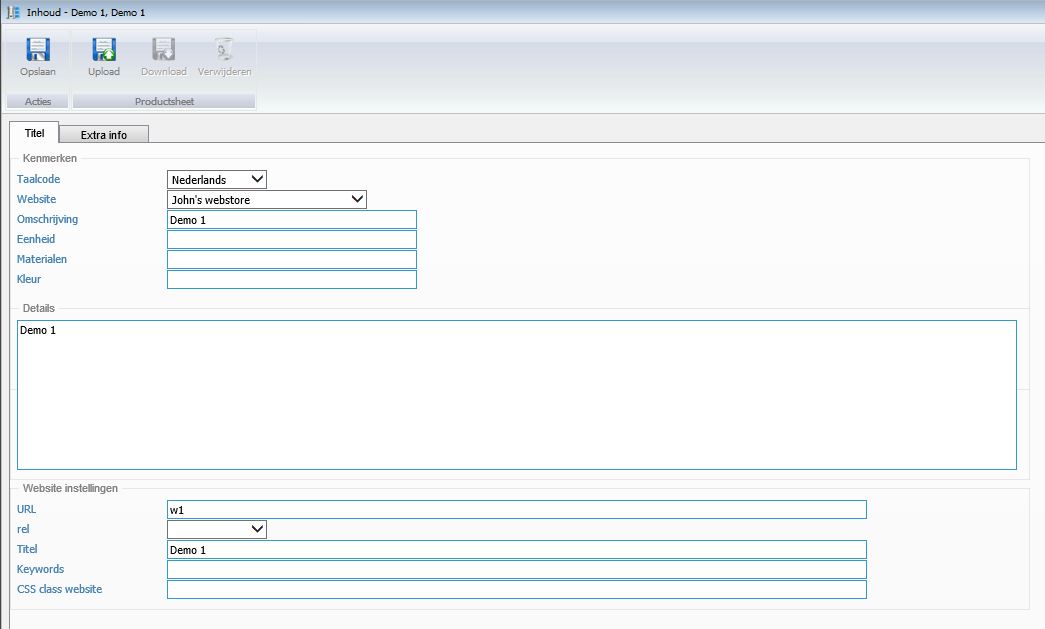 Inhoud - Demo 1, Demo 1
Opslaan Upload Download Verwijderen
Acties Productsheet
Titel Extra info
Kenmerken
Taalcode Nederlands
Website John's webstore
Omschrijving Demo 1
Eenheid
Materialen
Kleur
Details
Demo 1
Website instellingen
URL w1
rel
Titel Demo 1
Keywords
CSS class website